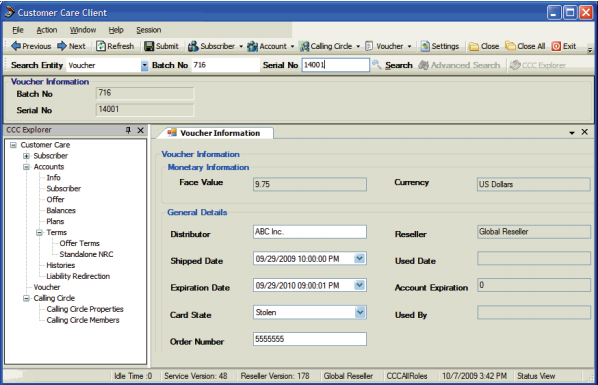 Customer Care Client
File Action Window Help Session
Previous Next Refresh Submit Subscriber Account Calling Circle Voucher Settings Close Close All Exit
Search Entity Voucher Batch No 716 Serial No 14001 Search Advanced Search CCC Explorer
Voucher Information
Batch No 716
Serial No 14001
CCC Explorer
Customer Care
Subscriber
Accounts
Info
Subscriber
Offer
Balances
Plans
Terms
Offer Terms
Standalone NRC
Histories
Liability Redirection
Voucher
Calling Circle
Calling Circle Properties
Calling Circle Members
Voucher Information
Voucher Information
Monetary Information
Face Value 9.75 Currency US Dollars
General Details
Distributor ABC Inc. Reseller Global Reseller
Shipped Date 09/29/2009 10:00:00 PM Used Date
Expiration Date 09/29/2010 09:00:01 PM Account Expiration 0
Card State Stolen Used By
Order Number 5555555
Idle Time :0 Service Version: 48 Reseller Version: 178 Global Reseller CCCAllRoles 10/7/2009 3:42 PM Status View